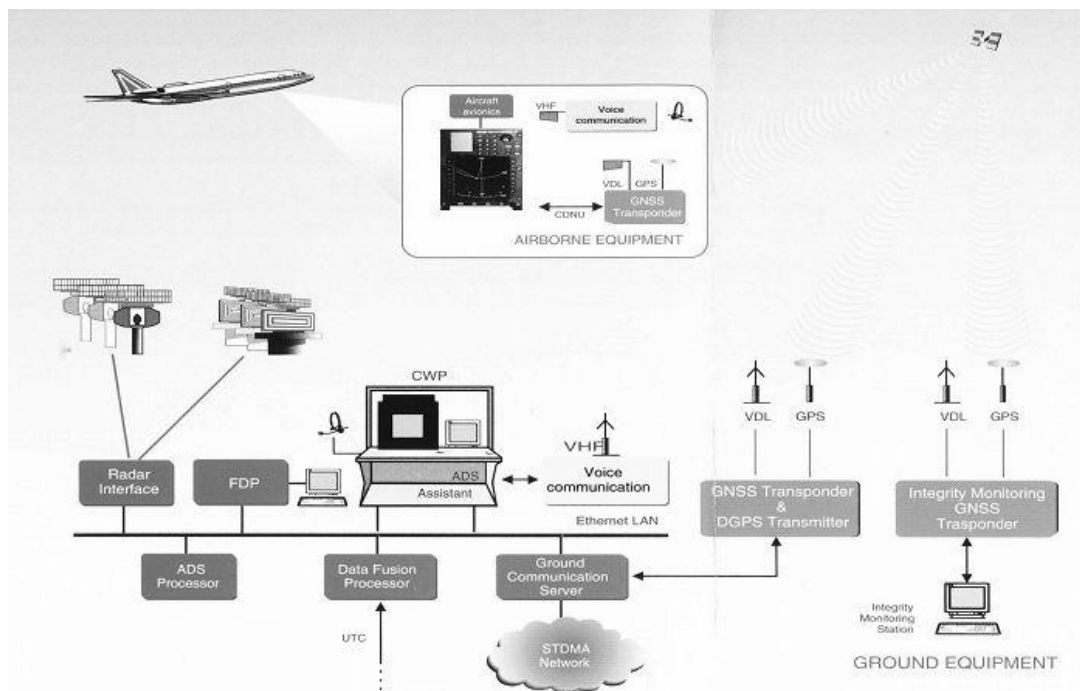 Aircraft
avionics
VHF
Voice
communication
VDL
GPS
GNSS
Transponder
CDNU
AIRBORNE EQUIPMENT
CWP
VHF
ADS
Assistant
Voice
communication
Radar
Interface
FDP
Ethernet LAN
ADS
Processor
Data Fusion
Processor
Ground
Communication
Server
UTC
STDMA
Network
VDL
GPS
GNSS Transponder
&
DGPS Transmitter
VDL
GPS
Integrity Monitoring
GNSS
Trasponder
Integrity
Monitoring
Station
GROUND EQUIPMENT